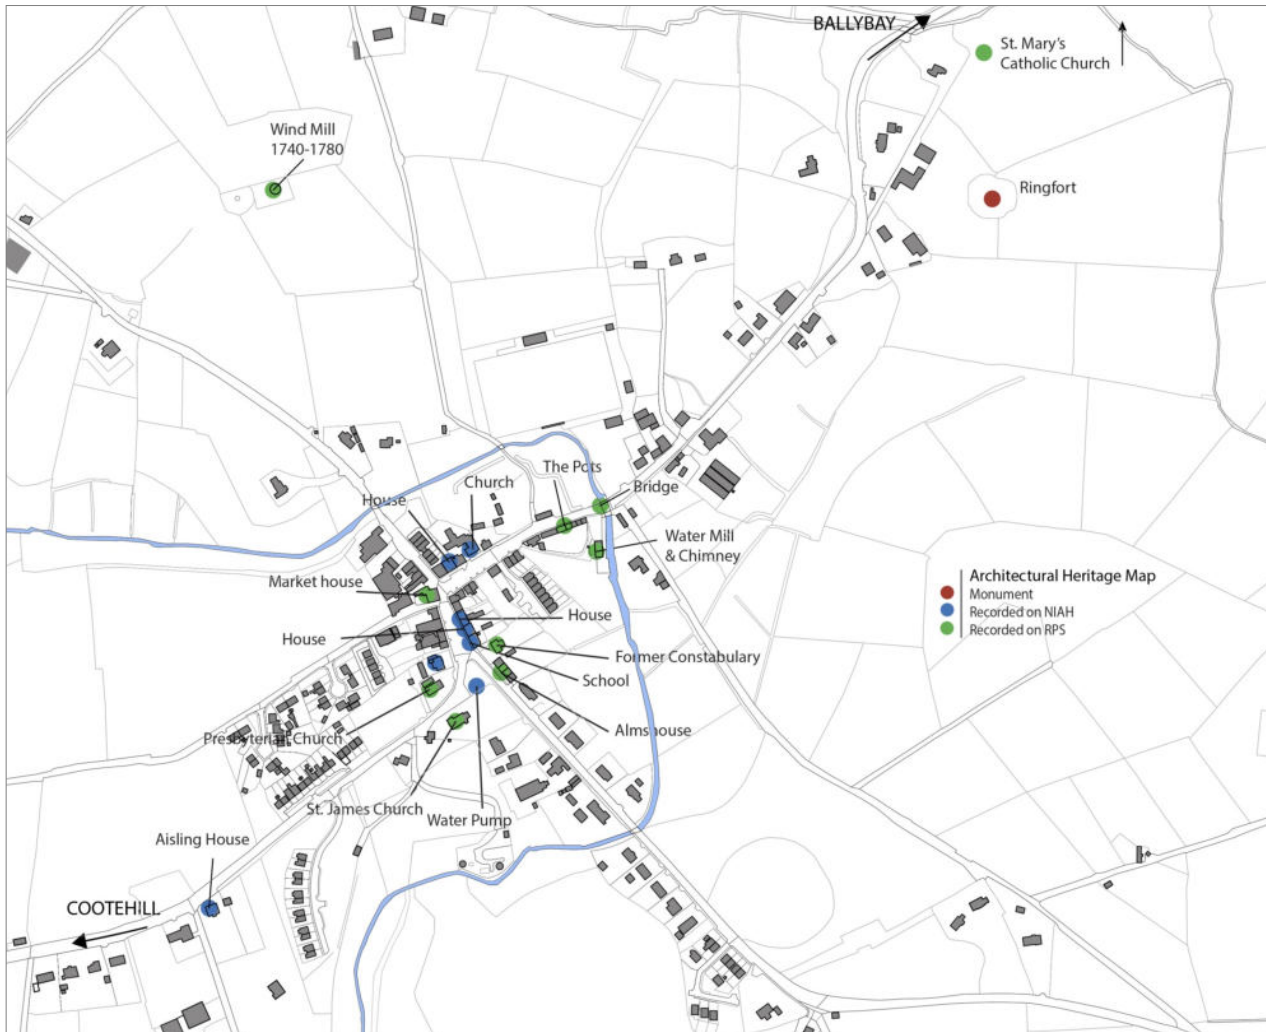 BALLYBAY
St. Mary's
Catholic Church
Wind Mill
1740-1780
Ringfort
The Pots
Church
Bridge
House
Water Mill
& Chimney
Market house
Architectural Heritage Map
Monument
Recorded on NIAH
Recorded on RPS
House
House
Former Constabulary
School
Almshouse
Presbyterian Church
St. James Church
Water Pump
Aisling House
COOTEHILL